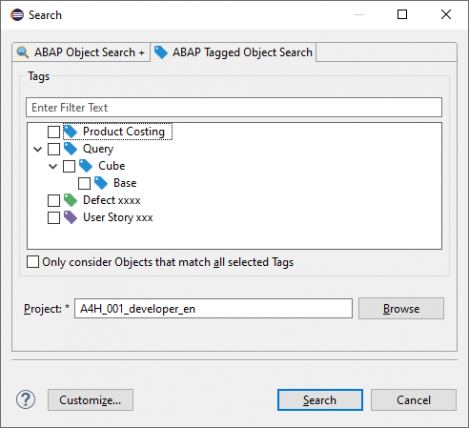 Search
ABAP Object Search + ABAP Tagged Object Search
Tags
Enter Filter Text
Product Costing
Query
Cube
Base
Defect xxxx
User Story xxx
Only consider Objects that match all selected Tags
Project: * A4H_001_developer_en Browse
? Customize... Search Cancel